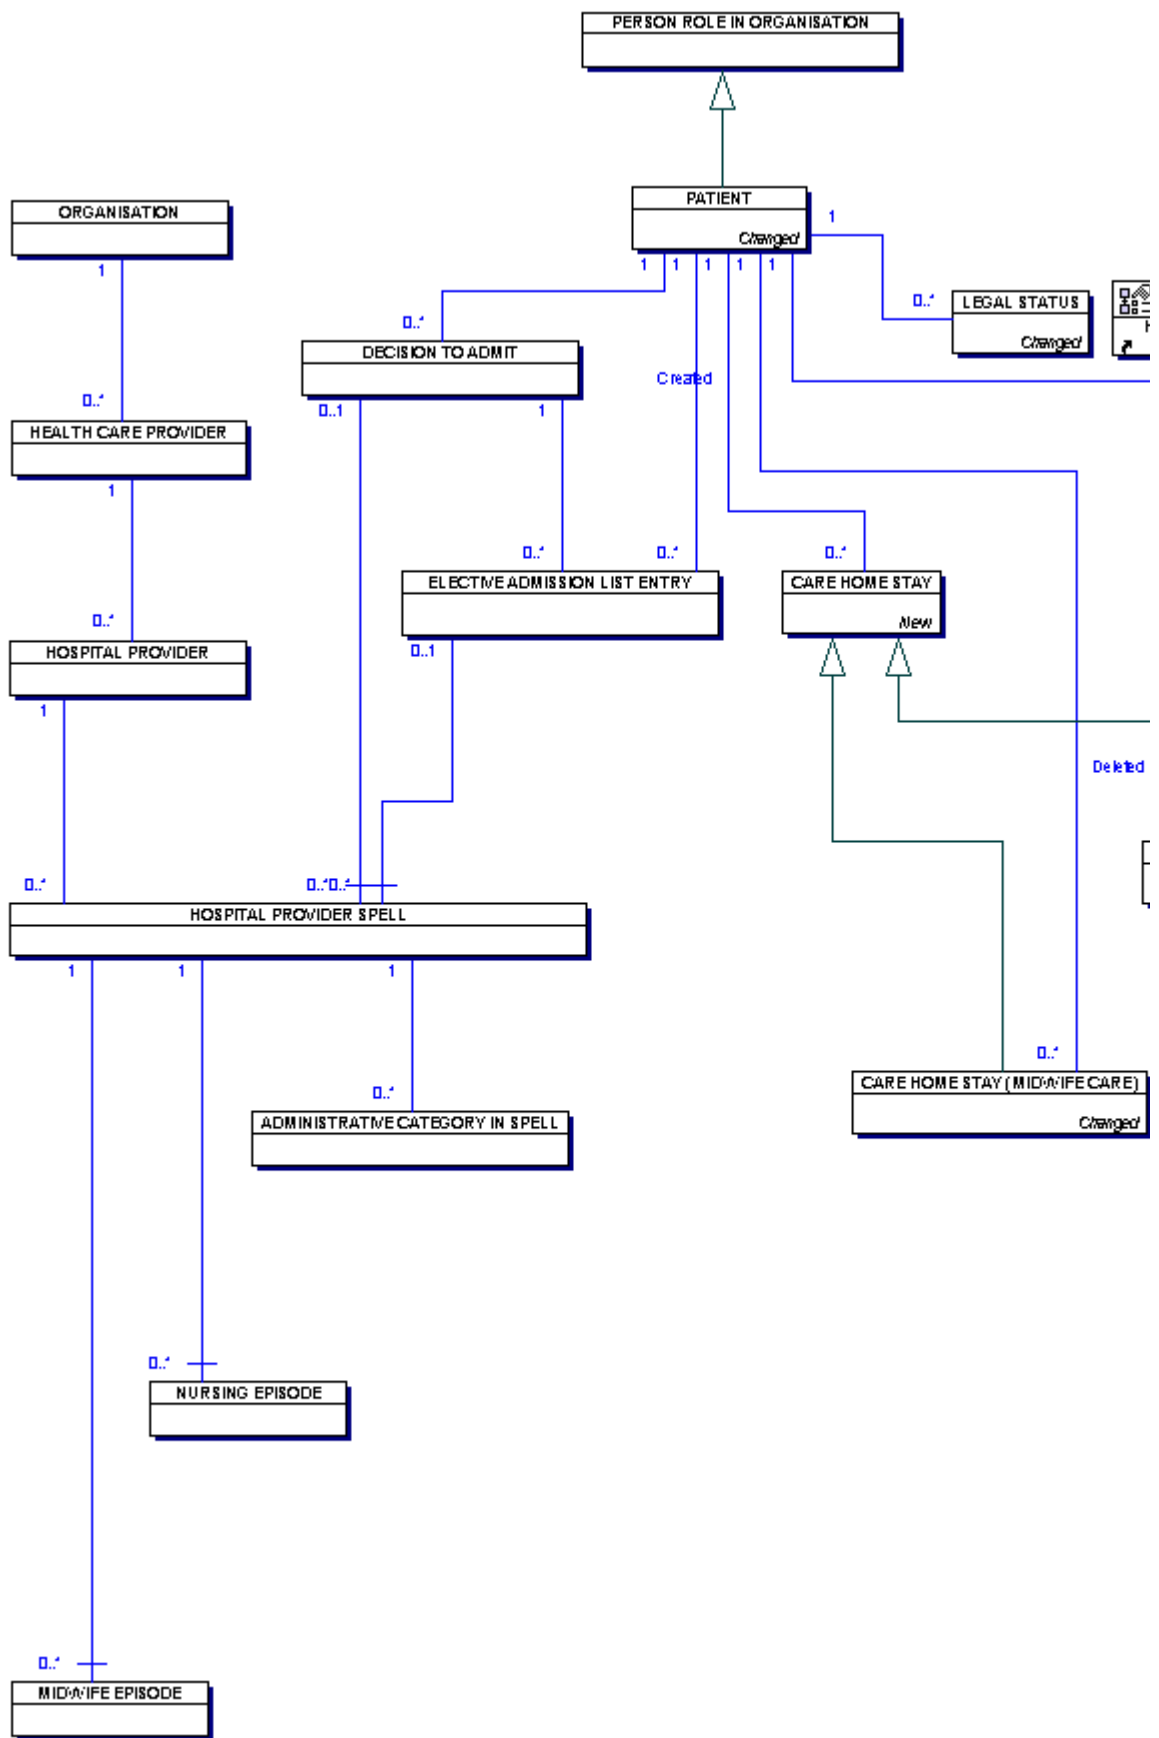 PERSON ROLE IN ORGANISATION
PATIENT
Changed
ORGANISATION
1
1
1
1
1
1
1
0..*
LEGAL STATUS
Changed
H
0..*
DECISION TO ADMIT
Created
0..1
1
0..*
HEALTH CARE PROVIDER
1
0..*
0..*
0..*
ELECTIVE ADMISSION LIST ENTRY
CARE HOME STAY
New
0..*
HOSPITAL PROVIDER
0..1
1
Deleted
0..*
0..*0..*
HOSPITAL PROVIDER SPELL
1
1
1
0..*
CARE HOME STAY (MIDWIFE CARE)
Changed
0..*
ADMINISTRATIVE CATEGORY IN SPELL
0..*
NURSING EPISODE
0..*
MIDWIFE EPISODE